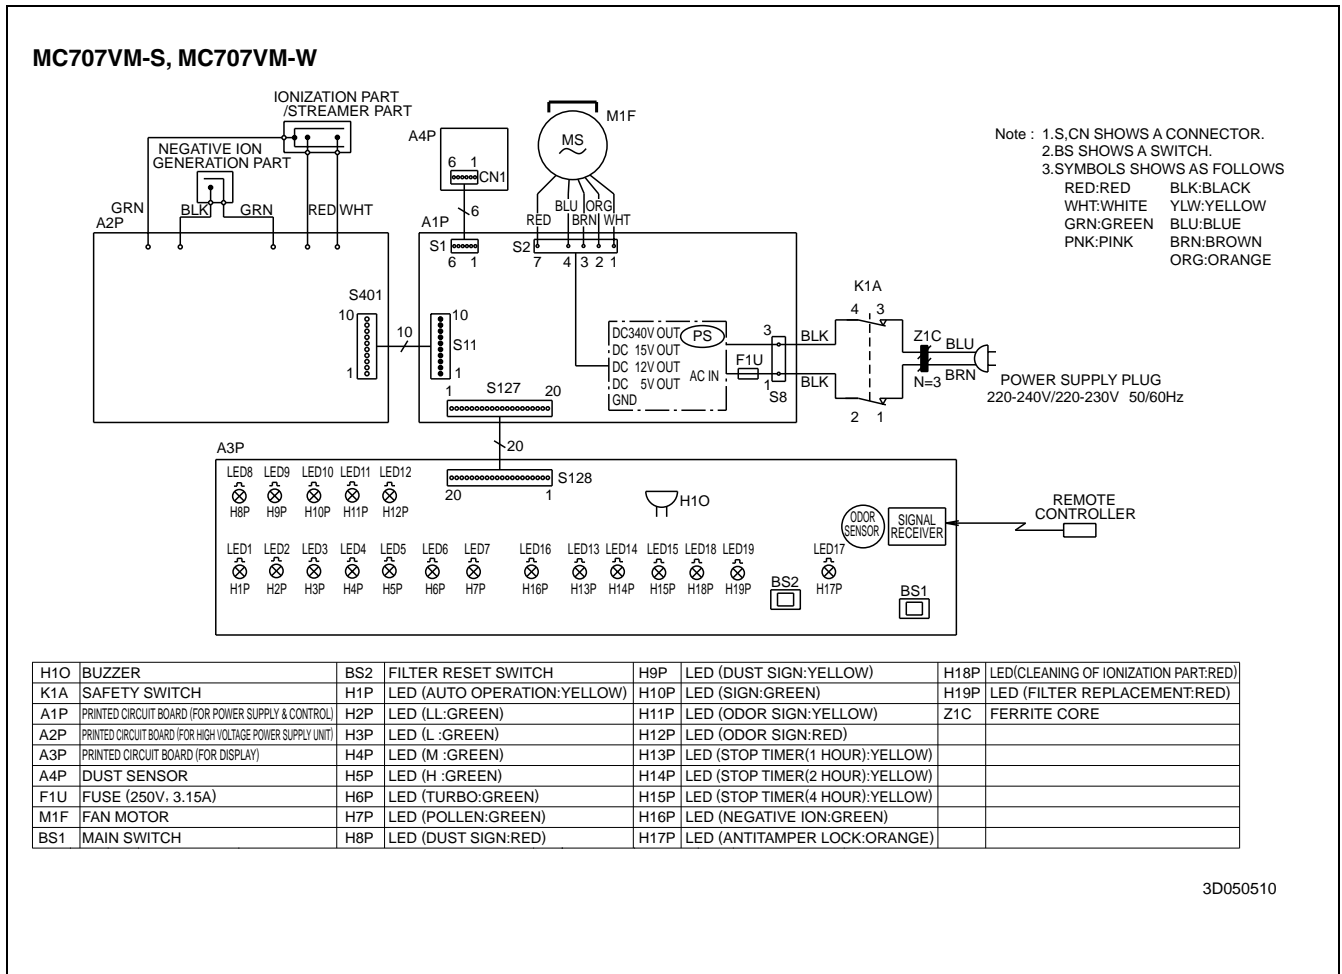 MC707VM-S, MC707VM-W
IONIZATION PART
/STREAMER PART
NEGATIVE ION
GENERATION PART
GRN
BLK
GRN
RED
WHT
A2P
A4P
6 1
CN1
6
A1P
S1
6 1
M1F
MS
RED
BLU
BRN
ORG
WHT
S2
7 4 3 2 1
Note : 1.S,CN SHOWS A CONNECTOR.
2.BS SHOWS A SWITCH.
3.SYMBOLS SHOWS AS FOLLOWS
RED:RED BLK:BLACK
WHT:WHITE YLW:YELLOW
GRN:GREEN BLU:BLUE
PNK:PINK BRN:BROWN
ORG:ORANGE
S401
10
1
10
10
S11
1
DC340V OUT
DC 15V OUT
DC 12V OUT
DC 5V OUT
GND
PS
AC IN
F1U
3
1
S8
BLK
BLK
K1A
4 3
2 1
Z1C
N=3
BLU
BRN
POWER SUPPLY PLUG
220-240V/220-230V 50/60Hz
1 S127 20
20
A3P
S128
20 1
LED8 LED9 LED10 LED11 LED12
H8P H9P H10P H11P H12P
H1O
ODOR
SENSOR
SIGNAL
RECEIVER
REMOTE
CONTROLLER
LED1 LED2 LED3 LED4 LED5 LED6 LED7 LED16 LED13 LED14 LED15 LED18 LED19 LED17
H1P H2P H3P H4P H5P H6P H7P H16P H13P H14P H15P H18P H19P H17P
BS2
BS1
H1O BUZZER BS2 FILTER RESET SWITCH H9P LED (DUST SIGN:YELLOW) H18P LED(CLEANING OF IONIZATION PART:RED)
K1A SAFETY SWITCH H1P LED (AUTO OPERATION:YELLOW) H10P LED (SIGN:GREEN) H19P LED (FILTER REPLACEMENT:RED)
A1P PRINTED CIRCUIT BOARD (FOR POWER SUPPLY & CONTROL) H2P LED (LL:GREEN) H11P LED (ODOR SIGN:YELLOW) Z1C FERRITE CORE
A2P PRINTED CIRCUIT BOARD (FOR HIGH VOLTAGE POWER SUPPLY UNIT) H3P LED (L :GREEN) H12P LED (ODOR SIGN:RED)
A3P PRINTED CIRCUIT BOARD (FOR DISPLAY) H4P LED (M :GREEN) H13P LED (STOP TIMER(1 HOUR):YELLOW)
A4P DUST SENSOR H5P LED (H :GREEN) H14P LED (STOP TIMER(2 HOUR):YELLOW)
F1U FUSE (250V, 3.15A) H6P LED (TURBO:GREEN) H15P LED (STOP TIMER(4 HOUR):YELLOW)
M1F FAN MOTOR H7P LED (POLLEN:GREEN) H16P LED (NEGATIVE ION:GREEN)
BS1 MAIN SWITCH H8P LED (DUST SIGN:RED) H17P LED (ANTITAMPER LOCK:ORANGE)
3D050510